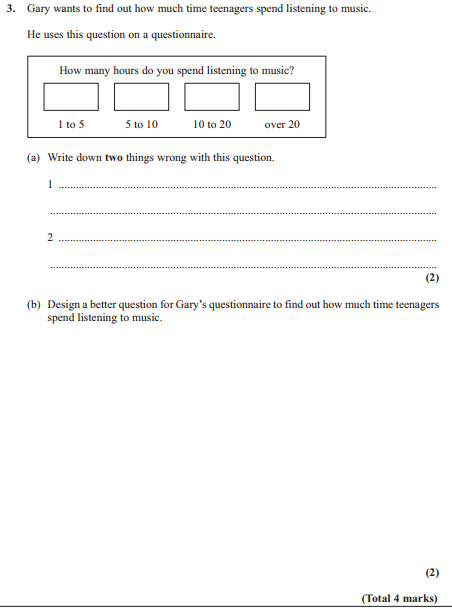 3. Gary wants to find out how much time teenagers spend listening to music.
He uses this question on a questionnaire.
How many hours do you spend listening to music?
1 to 5 5 to 10 10 to 20 over 20
(a) Write down two things wrong with this question.
1 ..............................................................................
..............................................................................
2 ..............................................................................
..............................................................................
(2)
(b) Design a better question for Gary's questionnaire to find out how much time teenagers
spend listening to music.
(2)
(Total 4 marks)